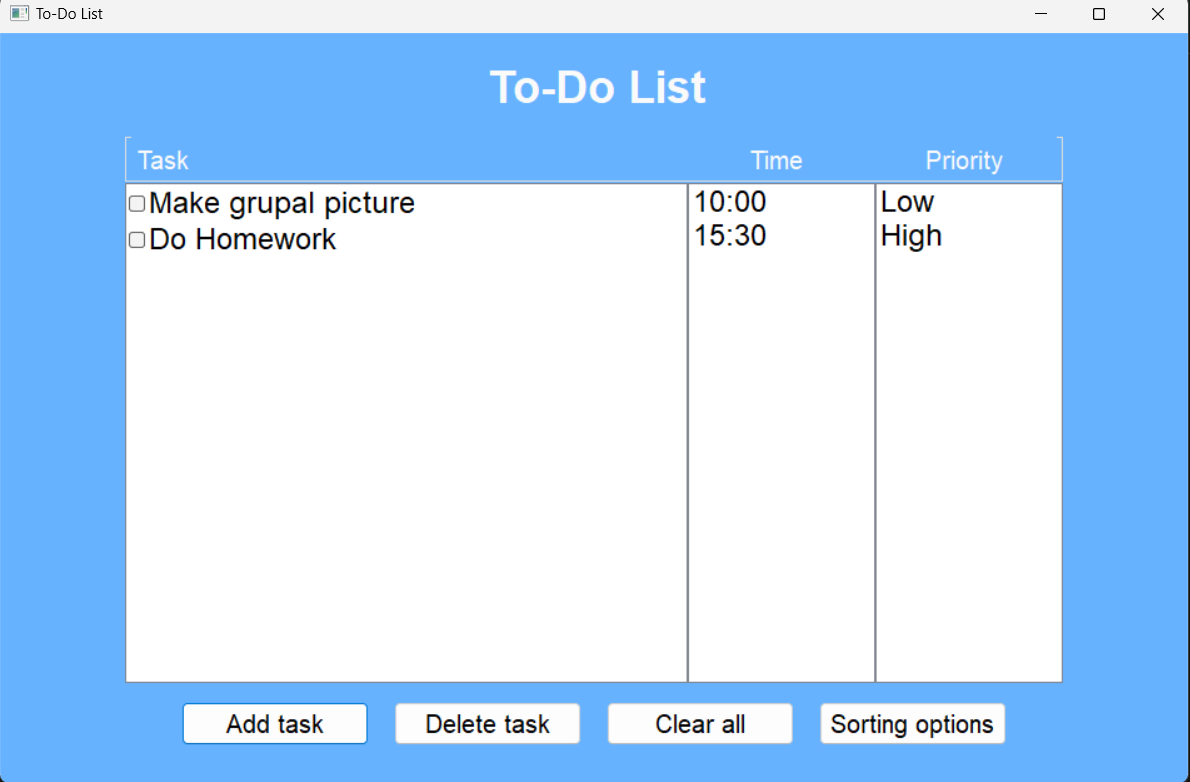 To-Do List
To-Do List
Task Time Priority
Make grupal picture 10:00 Low
Do Homework 15:30 High
Add task Delete task Clear all Sorting options